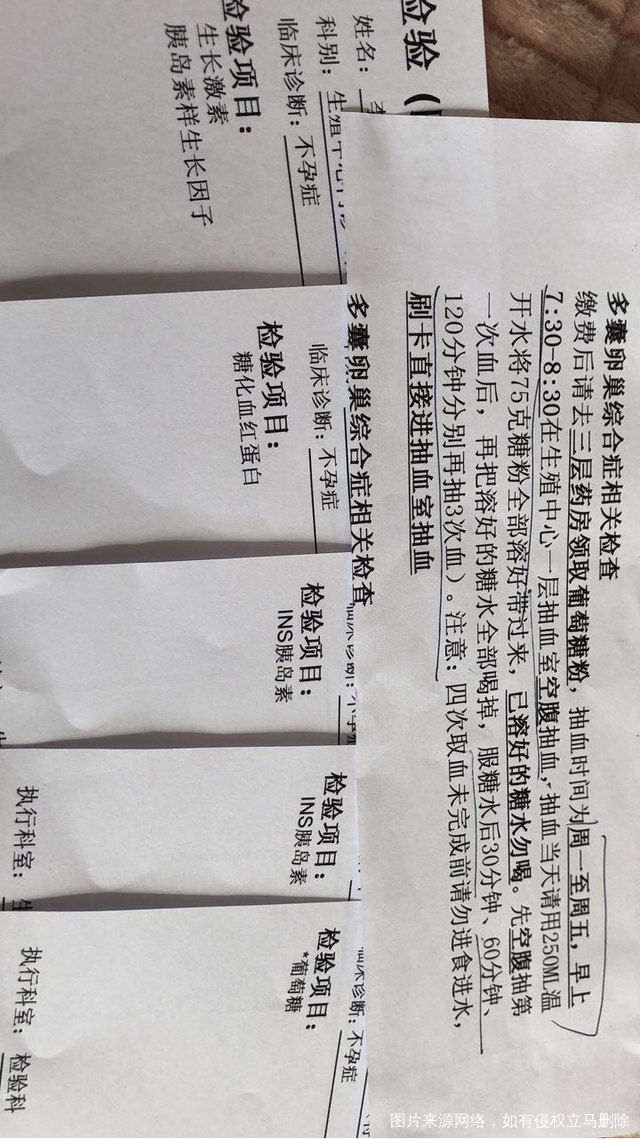 多囊卵巢综合症相关检查
缴费后请去三层药房领取葡萄糖粉，抽血时间为周一至周五，早上
7:30-8:30在生殖中心一层抽血室空腹抽血，抽血当天请用250ML温
开水将75克糖粉全部溶好带过来，已溶好的糖水勿喝。先空腹抽第
一次血后，再把溶好的糖水全部喝掉，服糖水后30分钟、60分钟、
120分钟分别再抽3次血）。注意：四次取血未完成前请勿进食进水，
刷卡直接进抽血室抽血
检验（
姓名：
科别：生殖中心门诊
临床诊断：不孕症
检验项目：
生长激素
胰岛素样生长因子
多囊卵巢综合症相关检查
临床诊断：不孕症
检验项目：
糖化血红蛋白
临床诊断：不孕症
检验项目：
INS胰岛素
检验项目：
INS胰岛素
执行科室：
临床诊断：不孕症
检验项目：
*葡萄糖
执行科室：检验科
图片来源网络，如有侵权立马删除